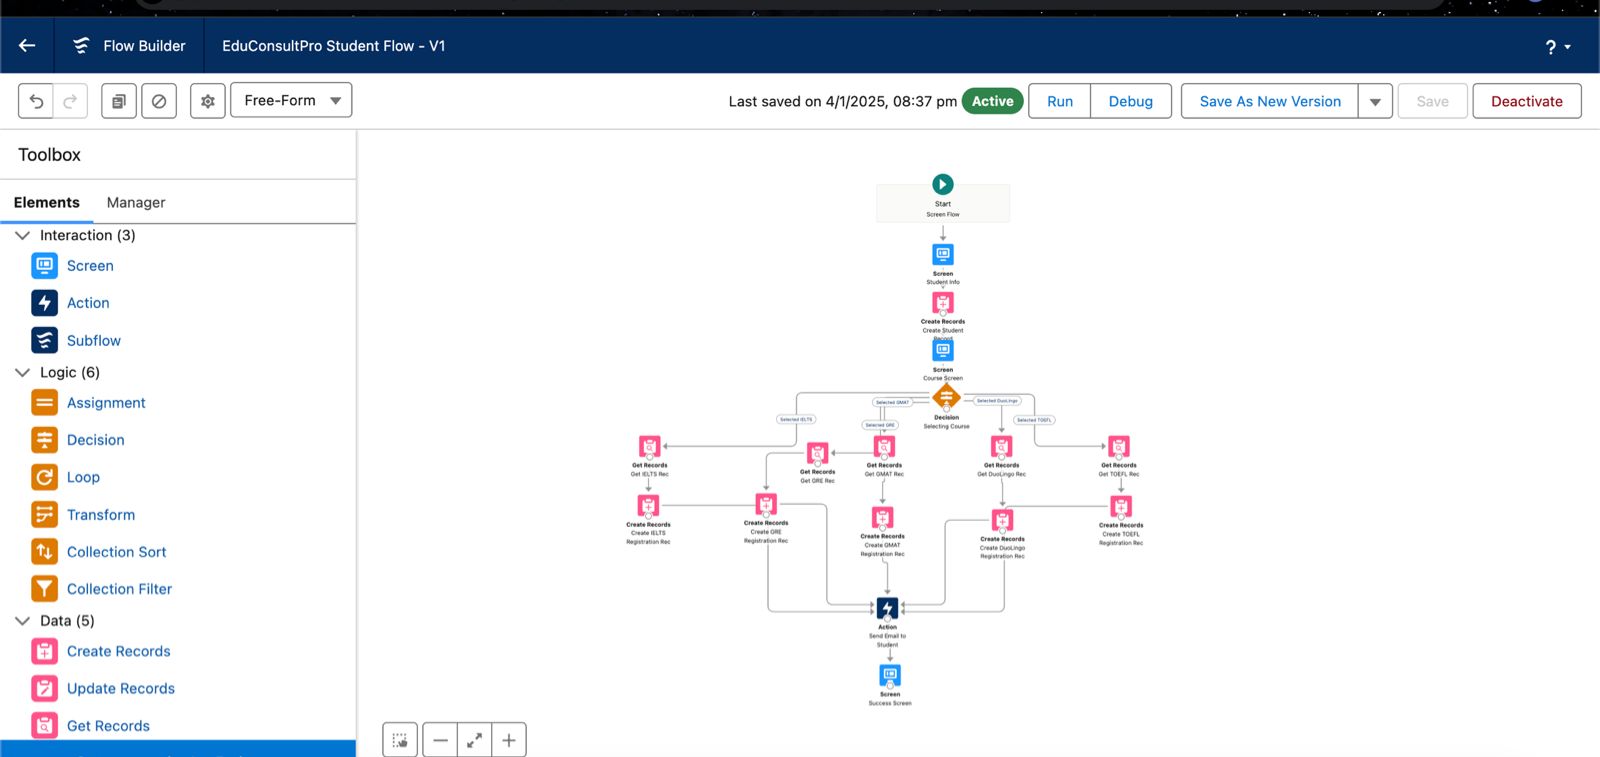 Flow Builder
EduConsultPro Student Flow - V1
?
Free-Form
Last saved on 4/1/2025, 08:37 pm
Active
Run
Debug
Save As New Version
Save
Deactivate
Toolbox
Elements
Manager
Interaction (3)
Screen
Action
Subflow
Logic (6)
Assignment
Decision
Loop
Transform
Collection Sort
Collection Filter
Data (5)
Create Records
Update Records
Get Records
Start
Screen Flow
Screen
Student Info
Create Records
Create Student
Record
Screen
Course Screen
Decision
Selecting Course
Selected IELTS
Selected GMAT
Selected GRE
Selected DuoLingo
Selected TOEFL
Get Records
Get IELTS Rec
Get Records
Get GRE Rec
Get Records
Get GMAT Rec
Get Records
Get DuoLingo Rec
Get Records
Get TOEFL Rec
Create Records
Create IELTS
Registration Rec
Create Records
Create GRE
Registration Rec
Create Records
Create GMAT
Registration Rec
Create Records
Create DuoLingo
Registration Rec
Create Records
Create TOEFL
Registration Rec
Action
Send Email to
Student
Screen
Success Screen